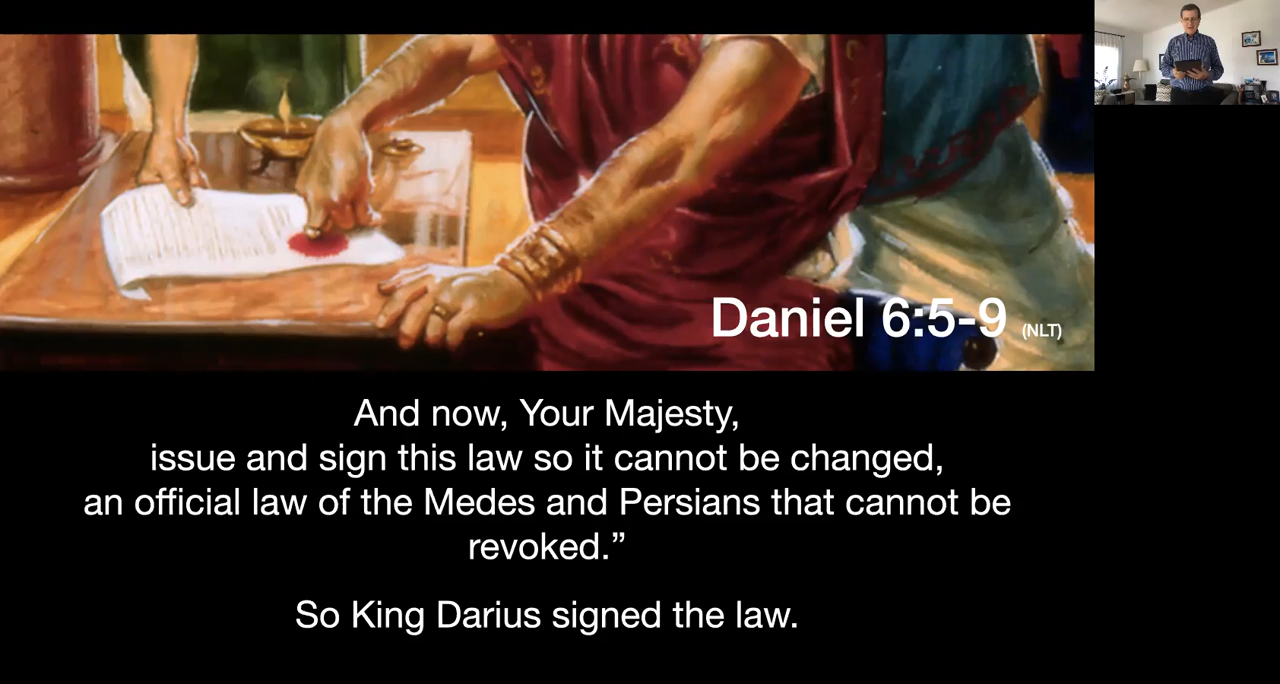 Daniel 6:5-9 (NLT)
And now, Your Majesty,
issue and sign this law so it cannot be changed,
an official law of the Medes and Persians that cannot be
revoked.”
So King Darius signed the law.